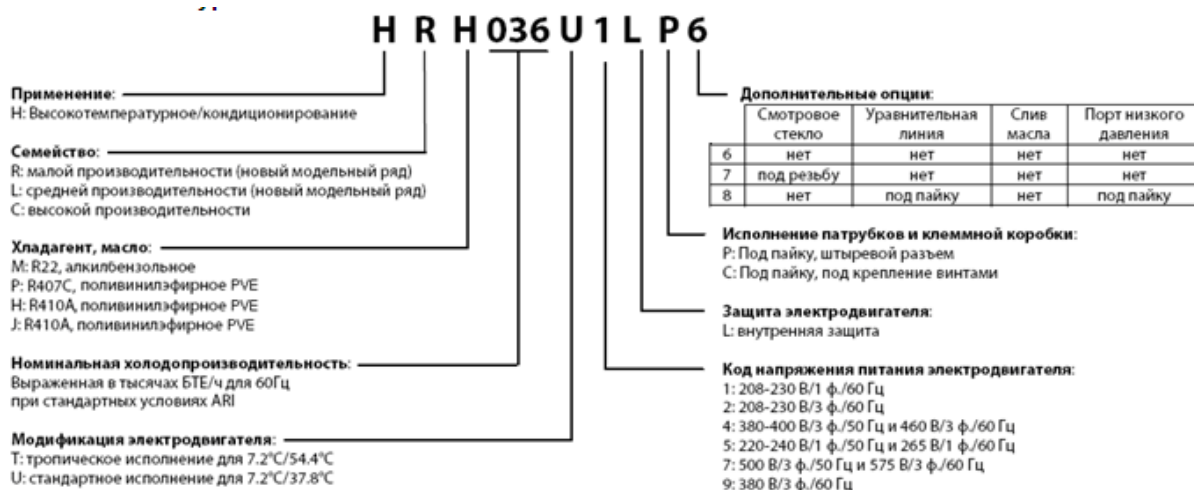 H R H 036 U 1 L P 6
Применение:
H: Высокотемпературное/кондиционирование
Семейство:
R: малой производительности (новый модельный ряд)
L: средней производительности (новый модельный ряд)
C: высокой производительности
Хладагент, масло:
M: R22, алкилбензольное
P: R407C, поливинилэфирное PVE
H: R410A, поливинилэфирное PVE
J: R410A, поливинилэфирное PVE
Номинальная холодопроизводительность:
Выраженная в тысячах БТЕ/ч для 60Гц
при стандартных условиях ARI
Модификация электродвигателя:
T: тропическое исполнение для 7.2°C/54.4°C
U: стандартное исполнение для 7.2°C/37.8°C
Дополнительные опции:
Смотровое стекло Уравнительная линия Слив масла Порт низкого давления
6 нет нет нет нет
7 под резьбу нет нет нет
8 нет под пайку нет под пайку
Исполнение патрубков и клеммной коробки:
P: Под пайку, штыревой разъем
C: Под пайку, под крепление винтами
Защита электродвигателя:
L: внутренняя защита
Код напряжения питания электродвигателя:
1: 208-230 В/1 ф./60 Гц
2: 208-230 В/3 ф./60 Гц
4: 380-400 В/3 ф./50 Гц и 460 В/3 ф./60 Гц
5: 220-240 В/1 ф./50 Гц и 265 В/1 ф./60 Гц
7: 500 В/3 ф./50 Гц и 575 В/3 ф./60 Гц
9: 380 В/3 ф./60 Гц